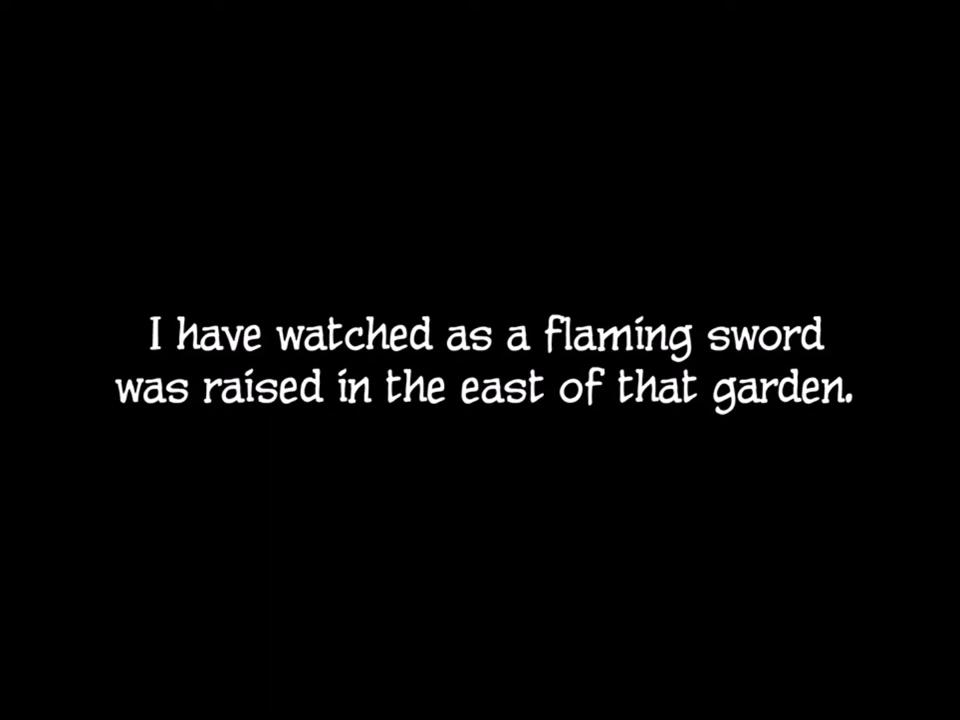 I have watched as a flaming sword
was raised in the east of that garden.